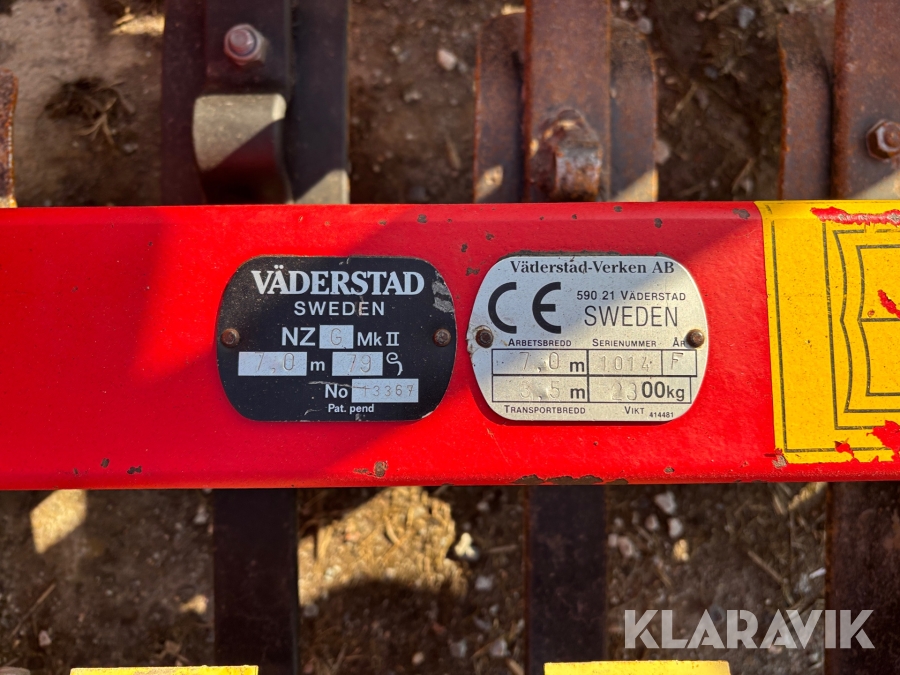 VÄDERSTAD
SWEDEN
NZ G Mk II
7,0 m 79
No 13367
Pat. pend
Väderstad-Verken AB
CE 590 21 VÄDERSTAD
SWEDEN
ARBETSBREDD SERIENUMMER ÅR
7,0 m 1014 F
3,5 m 2300kg
TRANSPORTBREDD VIKT 414481
KLARAVIK